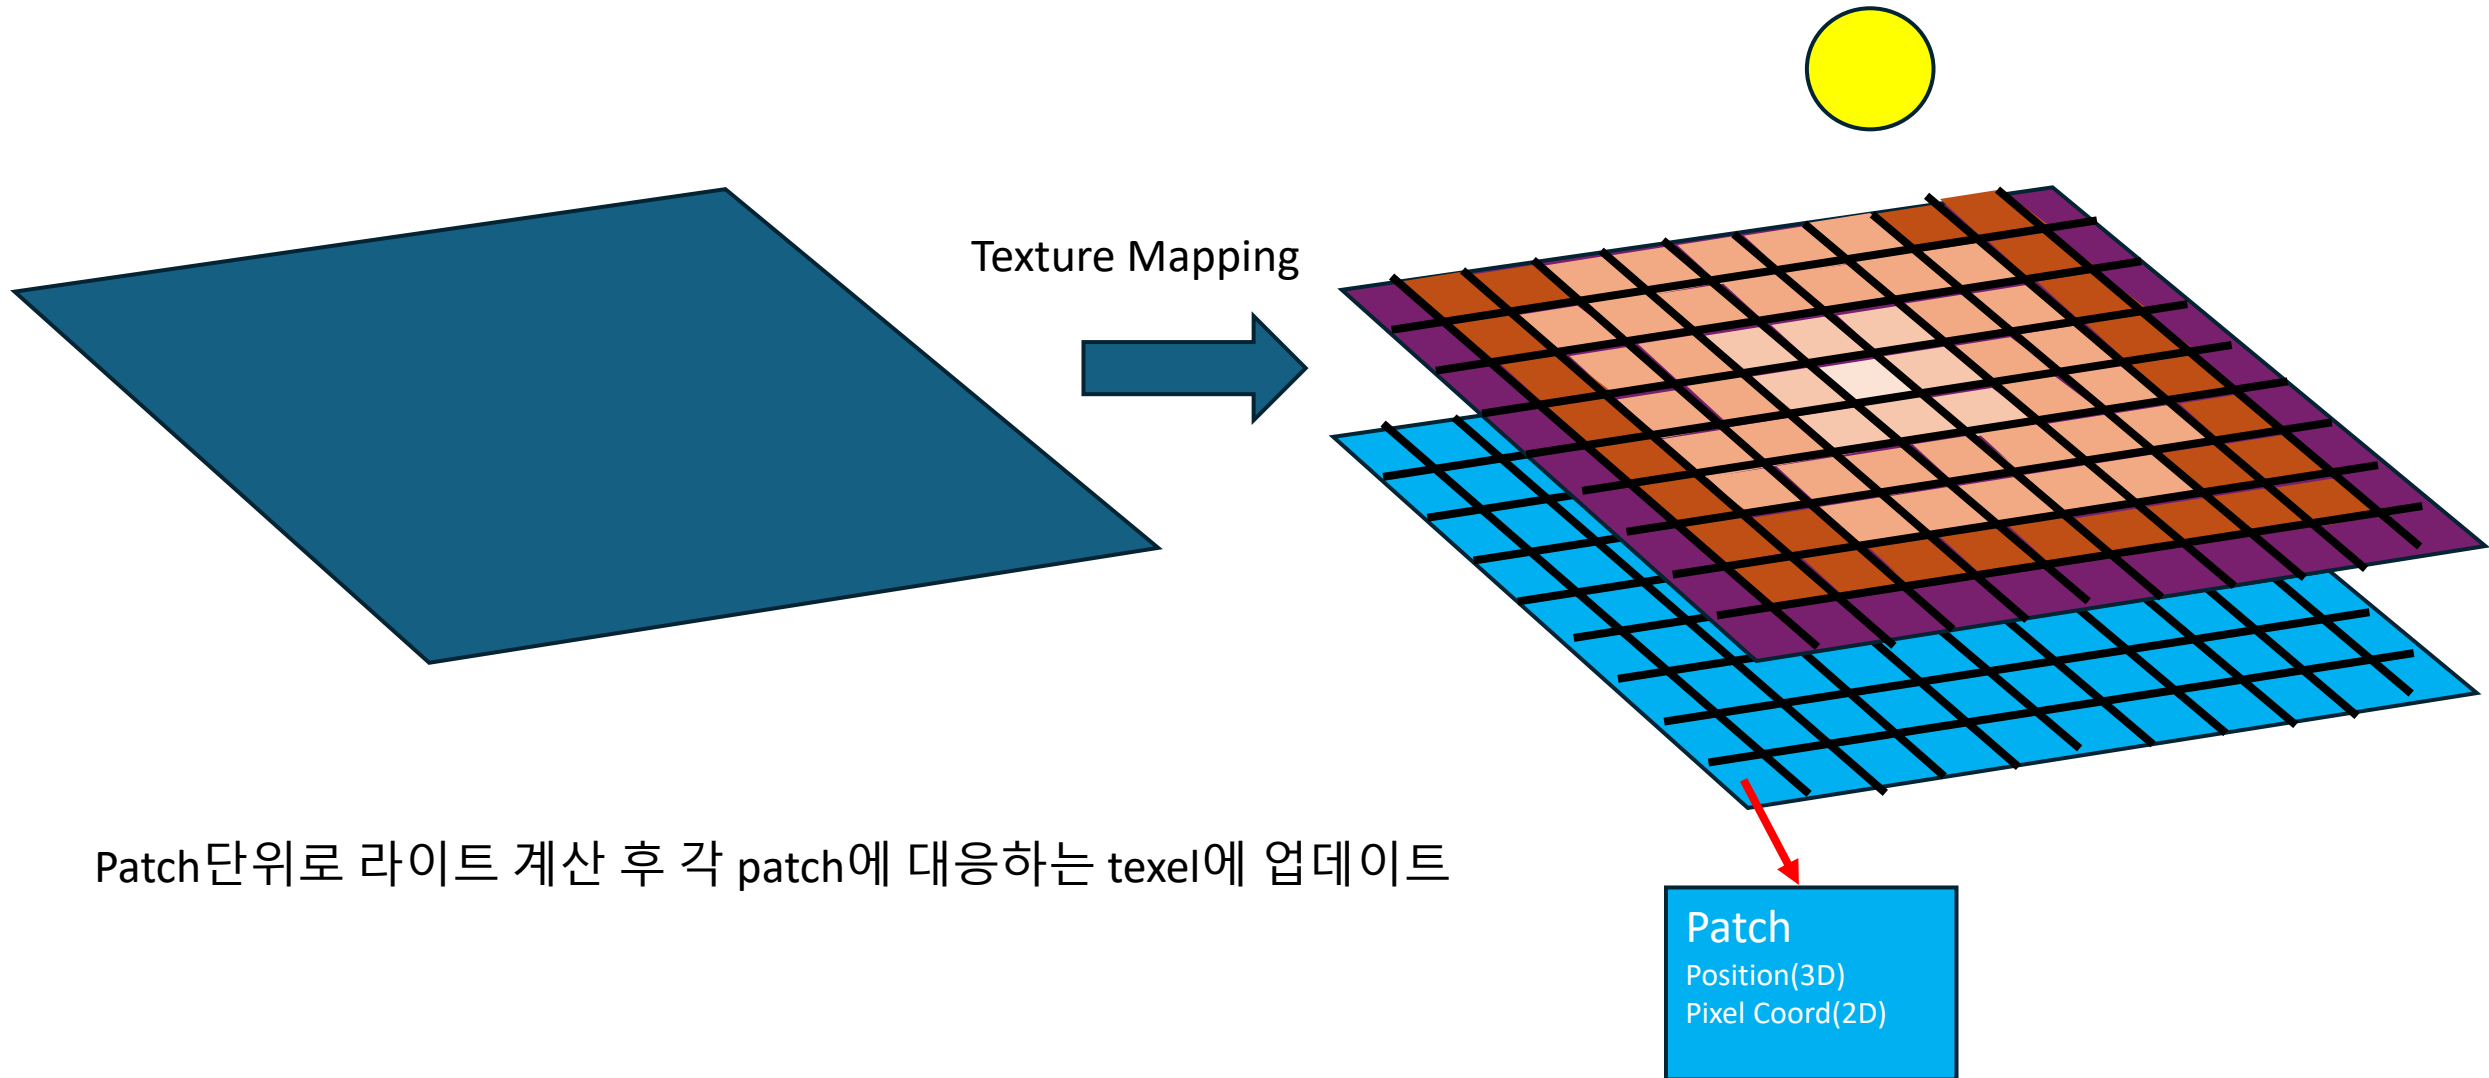 Texture Mapping
Patch단위로 라이트 계산 후 각 patch에 대응하는 texel에 업데이트
Patch
Position(3D)
Pixel Coord(2D)